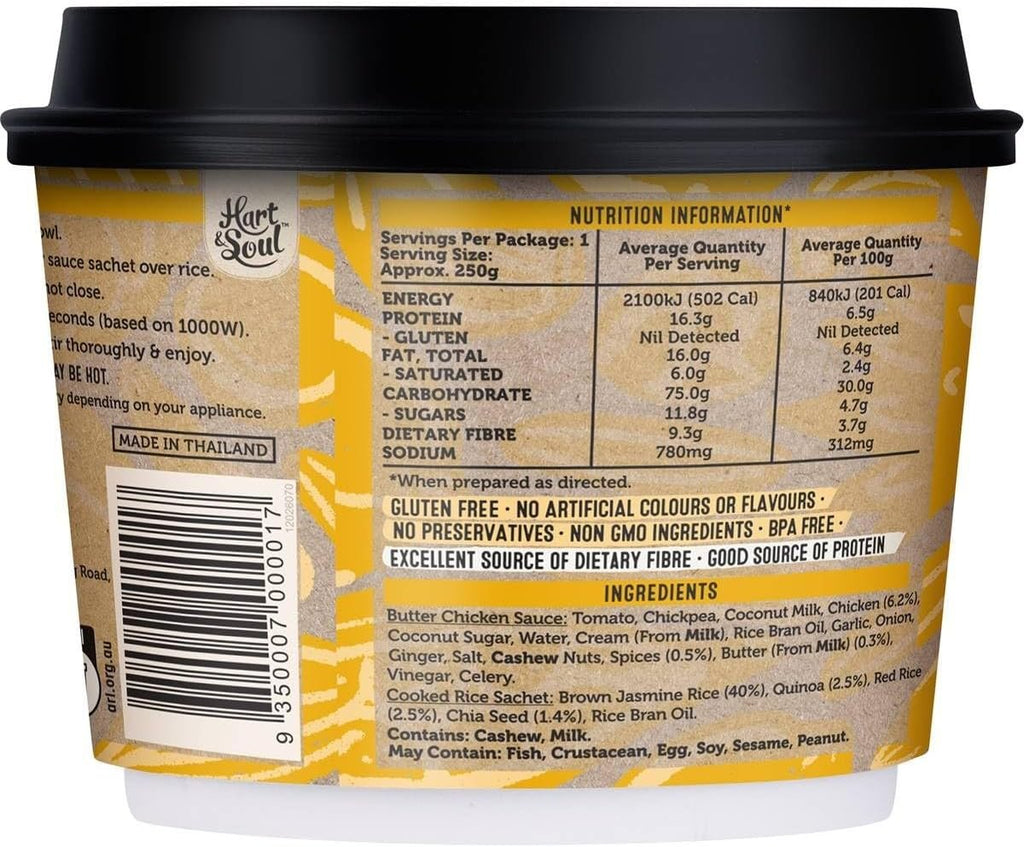 Hart
& Soul™
owl.
sauce sachet over rice.
not close.
econds (based on 1000W).
ir thoroughly & enjoy.
AY BE HOT.
y depending on your appliance.
MADE IN THAILAND
12026070
9 350007 000017
Road,
arl.org.au
NUTRITION INFORMATION*
Servings Per Package: 1
Serving Size:
Approx. 250g
Average Quantity
Per Serving
Average Quantity
Per 100g
ENERGY 2100kJ (502 Cal) 840kJ (201 Cal)
PROTEIN 16.3g 6.5g
- GLUTEN Nil Detected Nil Detected
FAT, TOTAL 16.0g 6.4g
- SATURATED 6.0g 2.4g
CARBOHYDRATE 75.0g 30.0g
- SUGARS 11.8g 4.7g
DIETARY FIBRE 9.3g 3.7g
SODIUM 780mg 312mg
*When prepared as directed.
GLUTEN FREE · NO ARTIFICIAL COLOURS OR FLAVOURS ·
NO PRESERVATIVES · NON GMO INGREDIENTS · BPA FREE ·
EXCELLENT SOURCE OF DIETARY FIBRE · GOOD SOURCE OF PROTEIN
INGREDIENTS
Butter Chicken Sauce: Tomato, Chickpea, Coconut Milk, Chicken (6.2%),
Coconut Sugar, Water, Cream (From Milk), Rice Bran Oil, Garlic, Onion,
Ginger, Salt, Cashew Nuts, Spices (0.5%), Butter (From Milk) (0.3%),
Vinegar, Celery.
Cooked Rice Sachet: Brown Jasmine Rice (40%), Quinoa (2.5%), Red Rice
(2.5%), Chia Seed (1.4%), Rice Bran Oil.
Contains: Cashew, Milk.
May Contain: Fish, Crustacean, Egg, Soy, Sesame, Peanut.